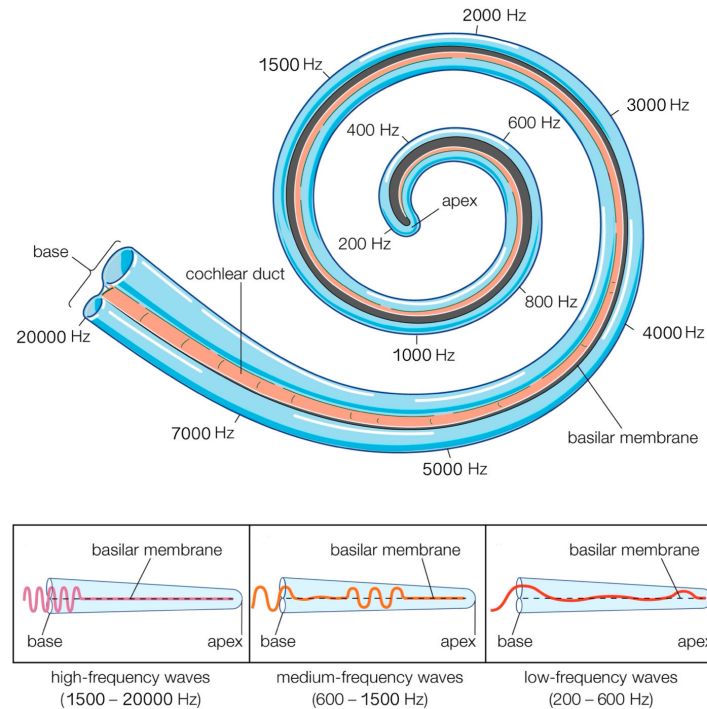 2000 Hz
1500 Hz
3000 Hz
400 Hz
600 Hz
apex
200 Hz
base
cochlear duct
20000 Hz
800 Hz
4000 Hz
1000 Hz
7000 Hz
basilar membrane
5000 Hz
basilar membrane
base
apex
high-frequency waves
(1500 – 20000 Hz)
basilar membrane
base
apex
medium-frequency waves
(600 – 1500 Hz)
basilar membrane
base
apex
low-frequency waves
(200 – 600 Hz)